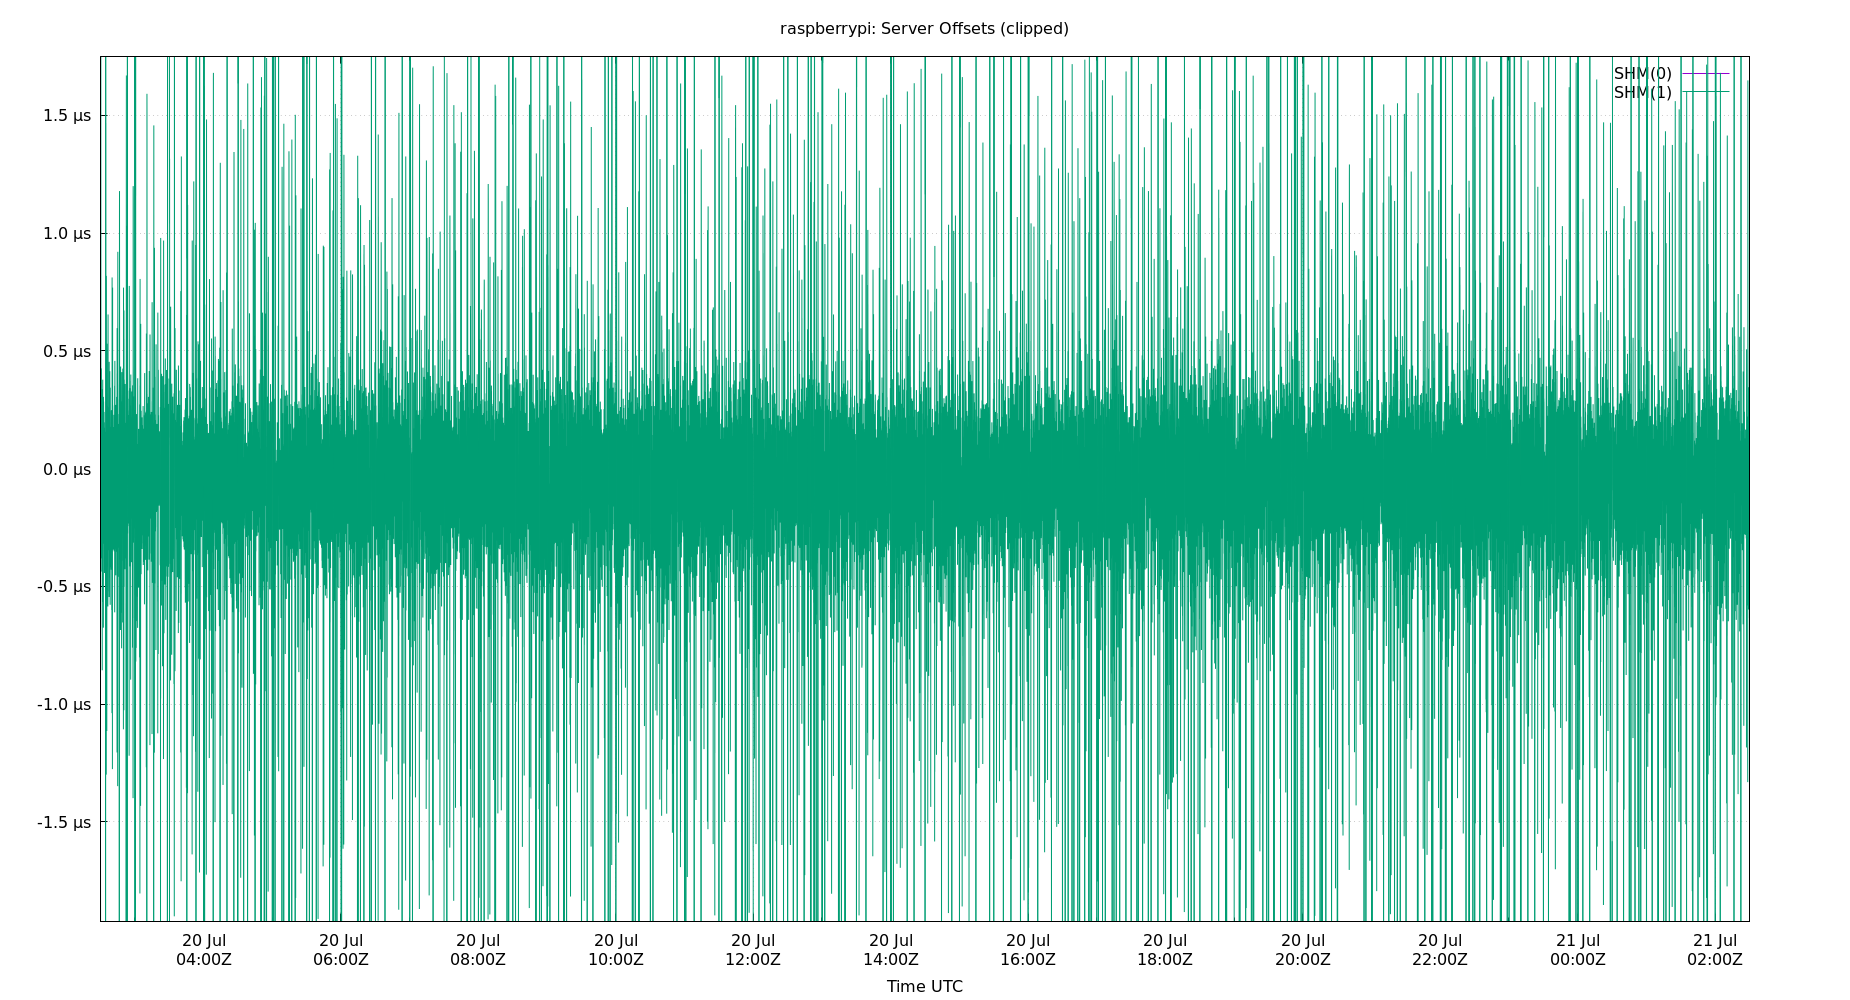 raspberrypi: Server Offsets (clipped)
SHM(0)
SHM(1)
1.5 µs
1.0 µs
0.5 µs
0.0 µs
-0.5 µs
-1.0 µs
-1.5 µs
20 Jul 20 Jul 20 Jul 20 Jul 20 Jul 20 Jul 20 Jul 20 Jul 20 Jul 20 Jul 21 Jul 21 Jul
04:00Z 06:00Z 08:00Z 10:00Z 12:00Z 14:00Z 16:00Z 18:00Z 20:00Z 22:00Z 00:00Z 02:00Z
Time UTC